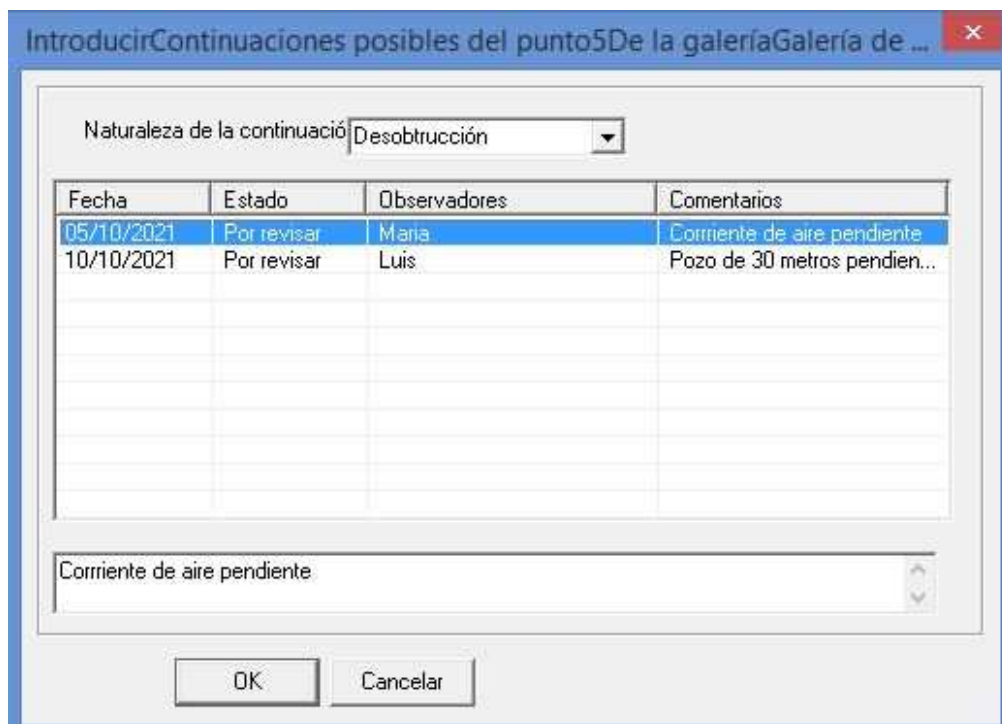 IntroducirContinuaciones posibles del punto5De la galeríaGalería de ...
Naturaleza de la continuació Desobtrucción
Fecha Estado Observadores Comentarios
05/10/2021 Por revisar Maria Corrriente de aire pendiente
10/10/2021 Por revisar Luis Pozo de 30 metros pendien...
Corrriente de aire pendiente
OK Cancelar